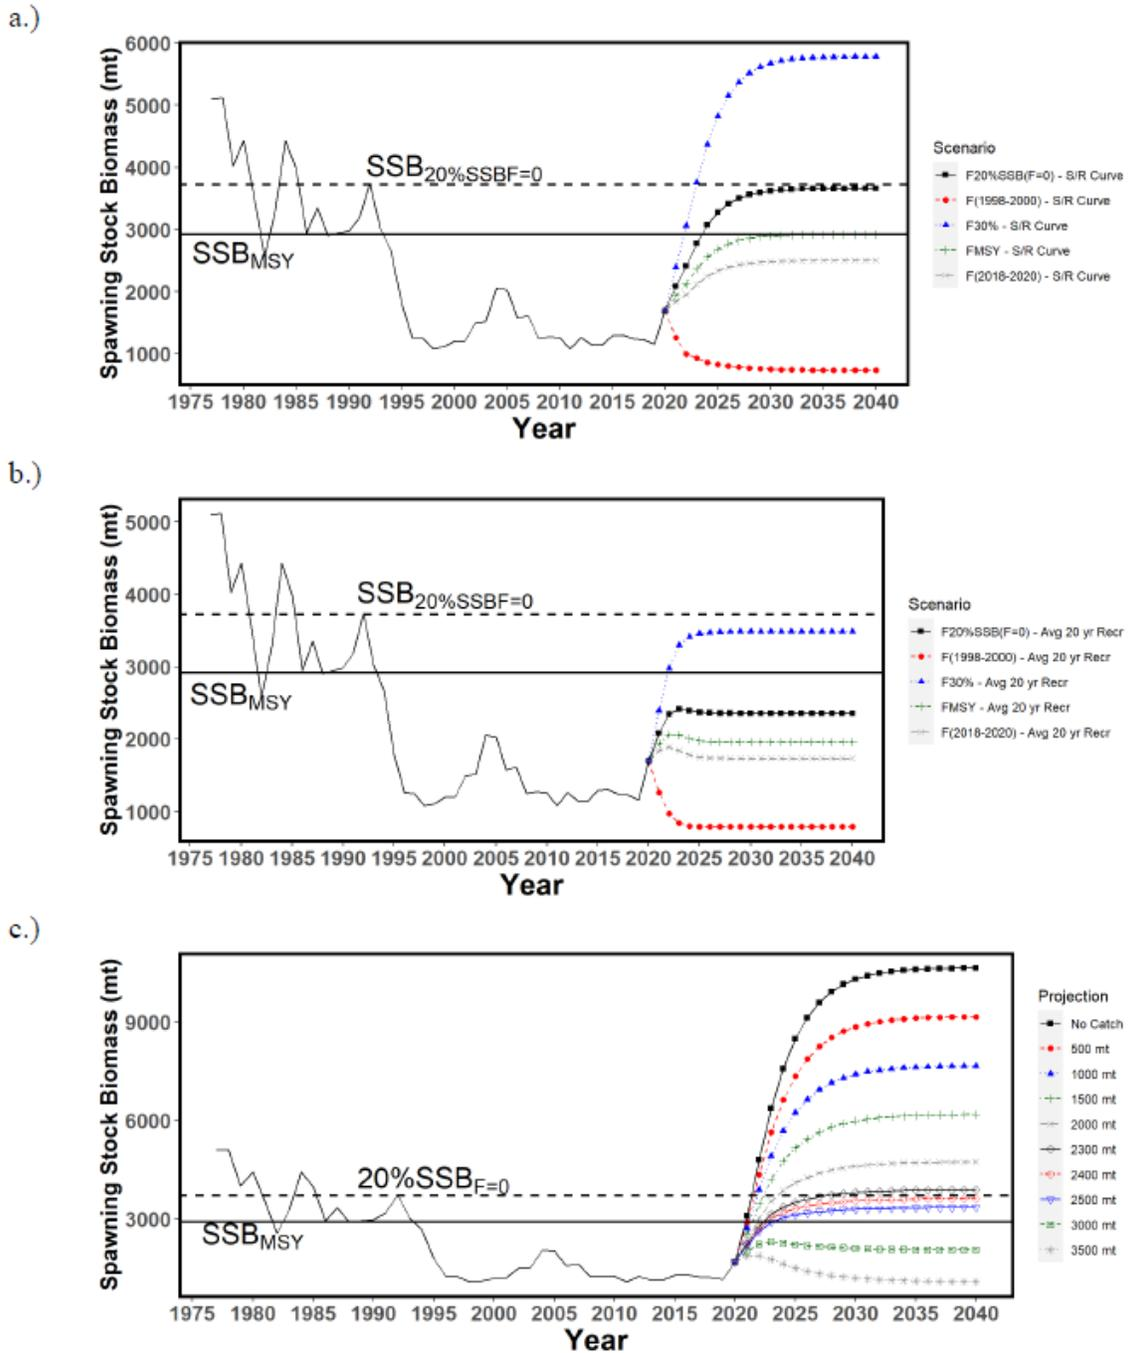 a.)
Spawning Stock Biomass (mt)
6000
5000
4000
3000
2000
1000
SSB20%SSBF=0
SSBMSY
1975 1980 1985 1990 1995 2000 2005 2010 2015 2020 2025 2030 2035 2040
Year
Scenario
F20%SSB(F=0) - S/R Curve
F(1998-2000) - S/R Curve
F30% - S/R Curve
FMSY - S/R Curve
F(2018-2020) - S/R Curve
b.)
Spawning Stock Biomass (mt)
5000
4000
3000
2000
1000
SSB20%SSBF=0
SSBMSY
1975 1980 1985 1990 1995 2000 2005 2010 2015 2020 2025 2030 2035 2040
Year
Scenario
F20%SSB(F=0) - Avg 20 yr Recr
F(1998-2000) - Avg 20 yr Recr
F30% - Avg 20 yr Recr
FMSY - Avg 20 yr Recr
F(2018-2020) - Avg 20 yr Recr
c.)
Spawning Stock Biomass (mt)
9000
6000
3000
20%SSBF=0
SSBMSY
1975 1980 1985 1990 1995 2000 2005 2010 2015 2020 2025 2030 2035 2040
Year
Projection
No Catch
500 mt
1000 mt
1500 mt
2000 mt
2300 mt
2400 mt
2500 mt
3000 mt
3500 mt